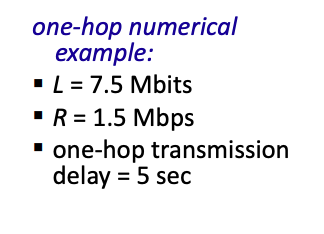 one-hop numerical
example:
▪ L = 7.5 Mbits
▪ R = 1.5 Mbps
▪ one-hop transmission
delay = 5 sec